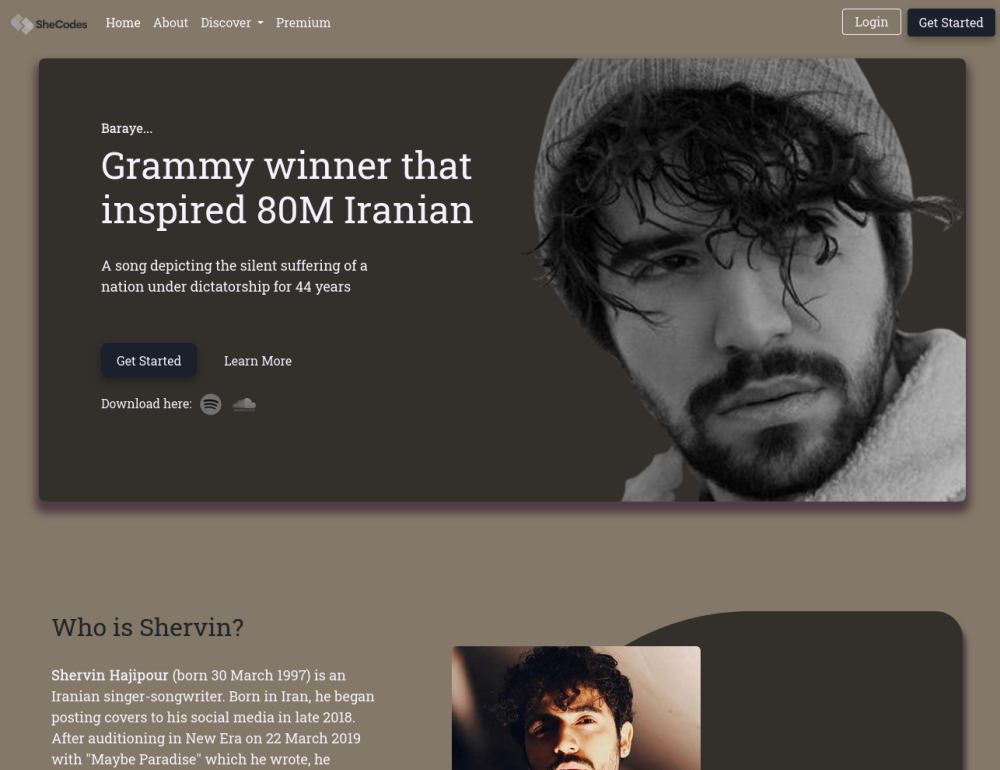 SheCodes Home About Discover Premium Login Get Started
Baraye...
Grammy winner that
inspired 80M Iranian
A song depicting the silent suffering of a
nation under dictatorship for 44 years
Get Started Learn More
Download here:
Who is Shervin?
Shervin Hajipour (born 30 March 1997) is an
Iranian singer-songwriter. Born in Iran, he began
posting covers to his social media in late 2018.
After auditioning in New Era on 22 March 2019
with "Maybe Paradise" which he wrote, he